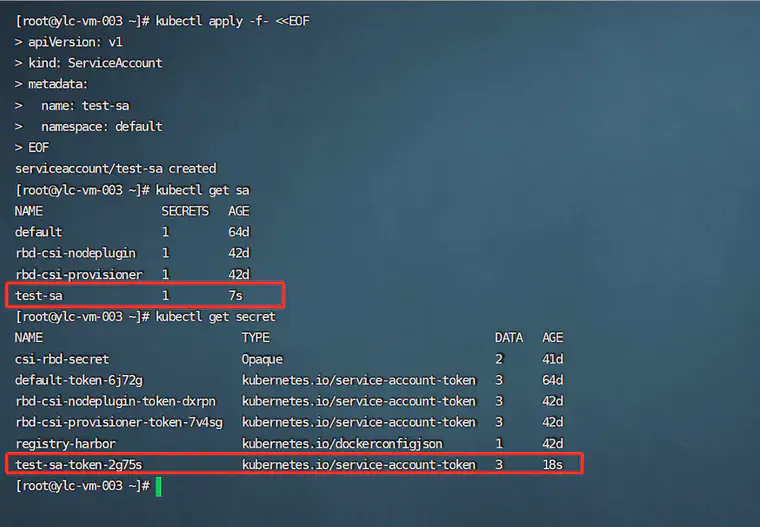 [root@ylc-vm-003 ~]# kubectl apply -f- <<EOF
> apiVersion: v1
> kind: ServiceAccount
> metadata:
>   name: test-sa
>   namespace: default
> EOF
serviceaccount/test-sa created
[root@ylc-vm-003 ~]# kubectl get sa
NAME                  SECRETS   AGE
default               1         64d
rbd-csi-nodeplugin    1         42d
rbd-csi-provisioner   1         42d
test-sa               1         7s
[root@ylc-vm-003 ~]# kubectl get secret
NAME                              TYPE                                  DATA   AGE
csi-rbd-secret                    Opaque                                2      41d
default-token-6j72g               kubernetes.io/service-account-token   3      64d
rbd-csi-nodeplugin-token-dxrpn    kubernetes.io/service-account-token   3      42d
rbd-csi-provisioner-token-7v4sg   kubernetes.io/service-account-token   3      42d
registry-harbor                   kubernetes.io/dockerconfigjson        1      42d
test-sa-token-2g75s               kubernetes.io/service-account-token   3      18s
[root@ylc-vm-003 ~]#